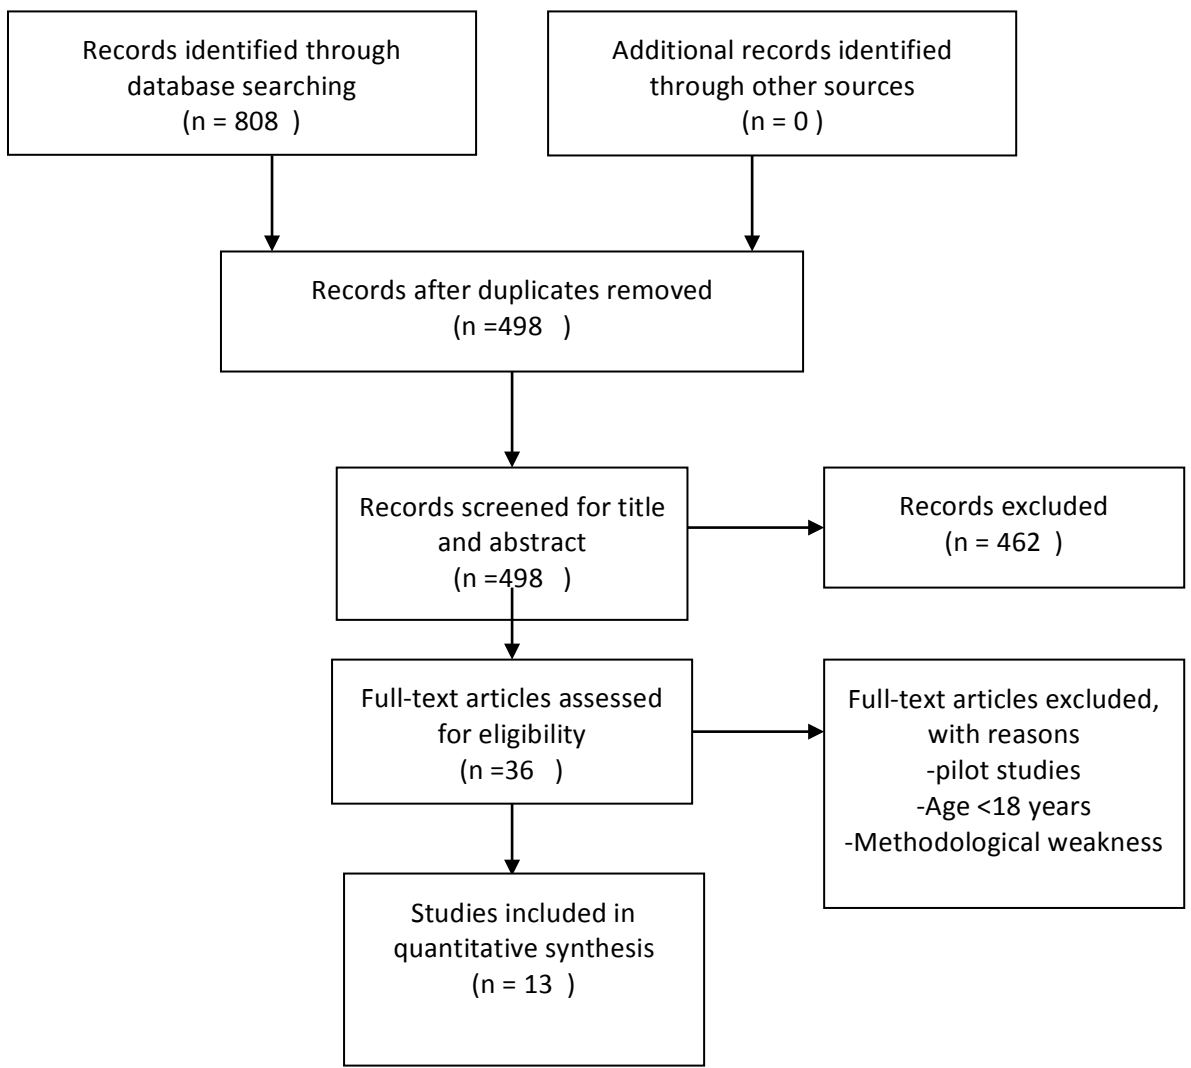 Records identified through
database searching
(n = 808  )
Additional records identified
through other sources
(n = 0 )
Records after duplicates removed
(n =498   )
Records screened for title
and abstract
(n =498   )
Records excluded
(n = 462  )
Full-text articles assessed
for eligibility
(n =36   )
Full-text articles excluded,
with reasons
-pilot studies
-Age <18 years
-Methodological weakness
Studies included in
quantitative synthesis
(n = 13  )